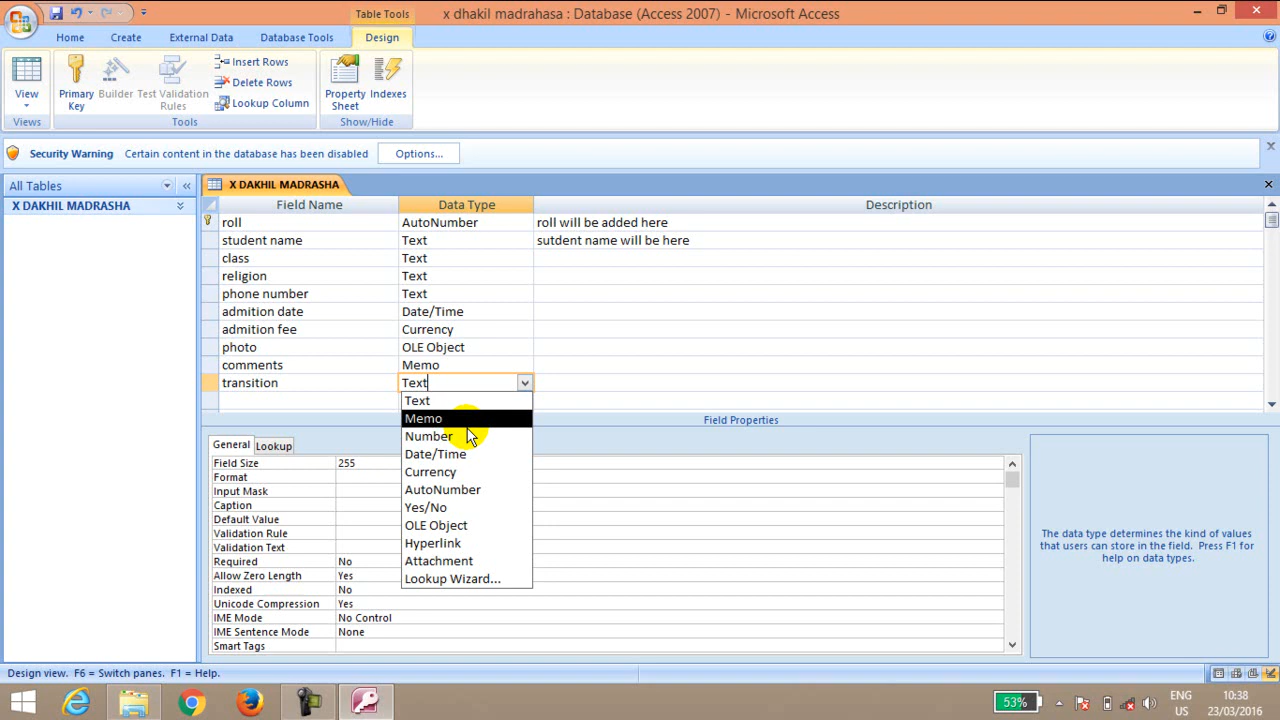 Table Tools
x dhakil madrahasa : Database (Access 2007) - Microsoft Access
Home Create External Data Database Tools Design
View
Views
Primary Key
Builder
Test Validation Rules
Insert Rows
Delete Rows
Lookup Column
Tools
Property Sheet
Indexes
Show/Hide
Security Warning Certain content in the database has been disabled Options...
All Tables
X DAKHIL MADRASHA
X DAKHIL MADRASHA
Field Name Data Type Description
roll AutoNumber roll will be added here
student name Text sutdent name will be here
class Text
religion Text
phone number Text
admition date Date/Time
admition fee Currency
photo OLE Object
comments Memo
transition Text
Text
Memo
Number
Date/Time
Currency
AutoNumber
Yes/No
OLE Object
Hyperlink
Attachment
Lookup Wizard...
Field Properties
General Lookup
Field Size 255
Format
Input Mask
Caption
Default Value
Validation Rule
Validation Text
Required No
Allow Zero Length Yes
Indexed No
Unicode Compression Yes
IME Mode No Control
IME Sentence Mode None
Smart Tags
The data type determines the kind of values
that users can store in the field. Press F1 for
help on data types.
Design view. F6 = Switch panes. F1 = Help.
53%
ENG
US
10:38
23/03/2016